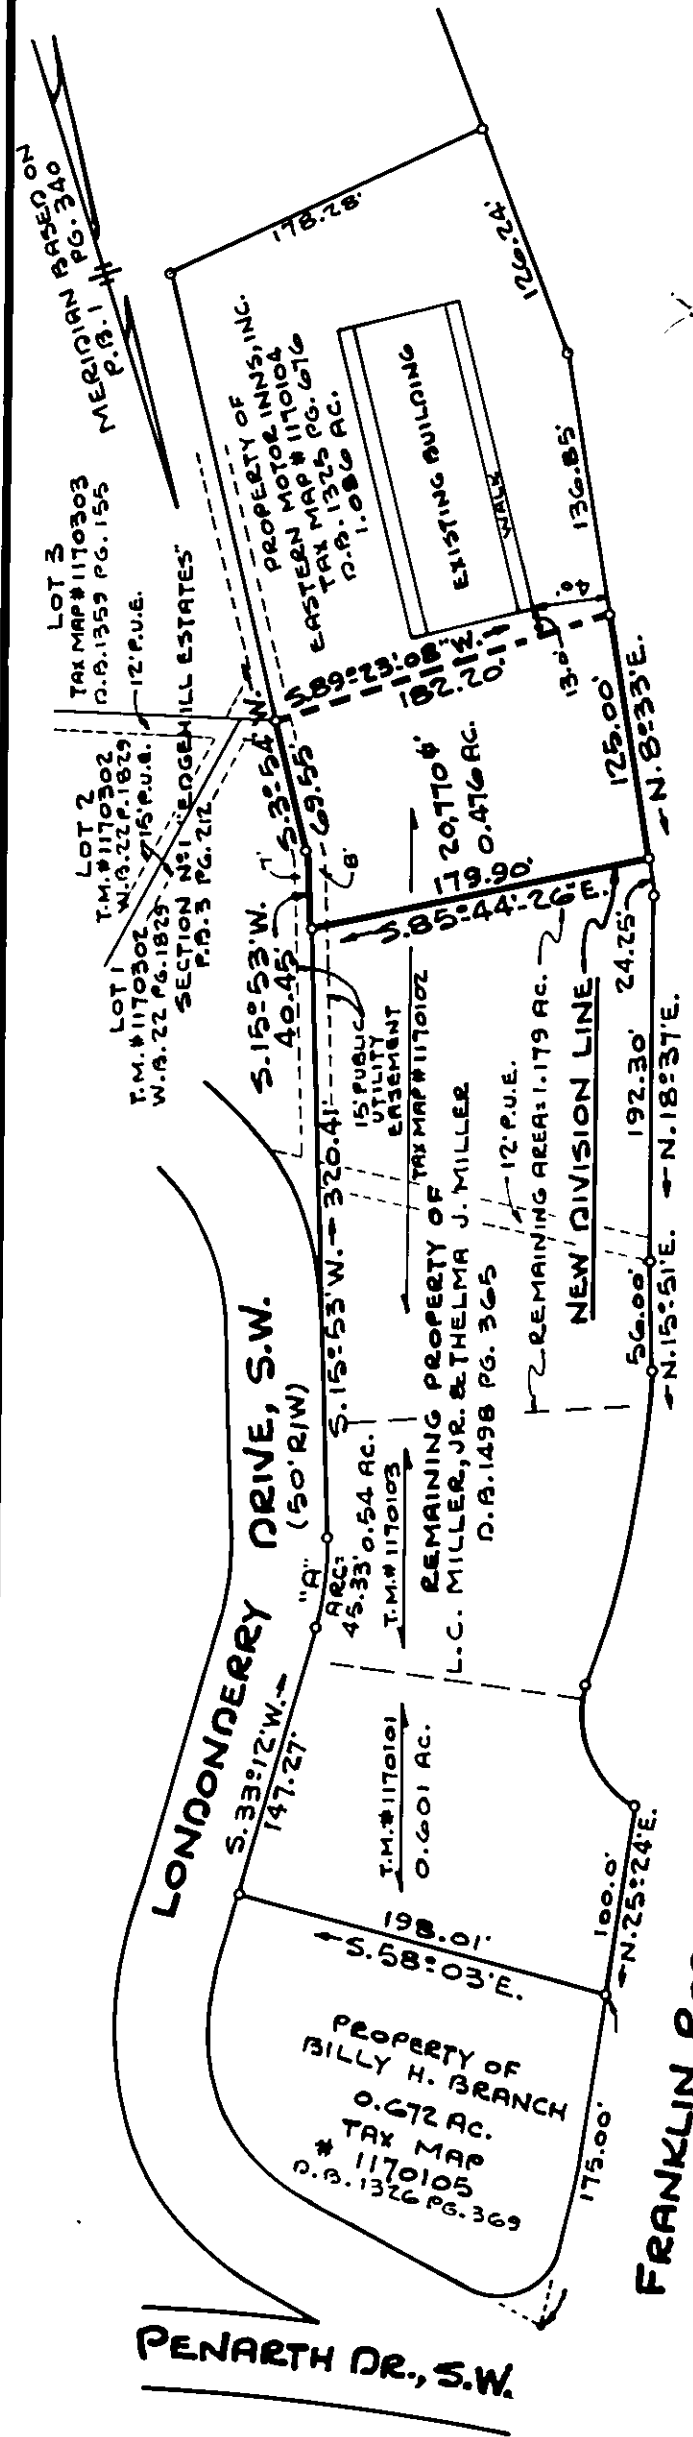 MERIDIAN BASED ON
P.B. 1 PG. 340
LOT 3
TAX MAP # 1170303
D.B. 1359 PG. 155
12' P.U.E.
LOT 2
T.M. # 1170302
W.B. 22 P. 1829
15' P.U.E.
LOT 1
T.M. # 1170302
W.B. 22 PG. 1829
SECTION Nº 1 "EDGEHILL ESTATES"
P.B. 3 PG. 212
178.28'
126.24'
136.85'
PROPERTY OF
EASTERN MOTOR INNS, INC.
TAX MAP # 1170104
D.B. 1325 PG. 676
1.086 AC.
EXISTING BUILDING
WALK
13.0'
S. 89° 23' 08" W.
182.20'
S. 3° 54' W.
69.55'
7'
8'
S. 15° 53' W.
40.45'
20,770 ⌀
0.476 AC.
179.90'
S. 85° 44' 26" E.
125.00'
N. 8° 33' E.
24.25'
15' PUBLIC
UTILITY
EASEMENT
TAX MAP # 1170102
S. 15° 53' W. 320.41'
12' P.U.E.
REMAINING AREA = 1.179 AC.
NEW DIVISION LINE
192.30'
N. 18° 37' E.
56.00'
N. 15° 51' E.
REMAINING PROPERTY OF
L.C. MILLER, JR. & THELMA J. MILLER
D.B. 1498 PG. 365
LONDONDERRY DRIVE, S.W.
(50' R/W)
"A"
ARC =
45.33'
0.54 AC.
T.M. # 1170103
S. 33° 12' W.
147.27'
T.M. # 1170101
0.601 AC.
198.01'
S. 58° 03' E.
100.0'
N. 25° 24' E.
PROPERTY OF
BILLY H. BRANCH
0.672 AC.
TAX MAP
# 1170105
D.B. 1326 PG. 369
175.00'
FRANKLIN
PENARTH DR., S.W.